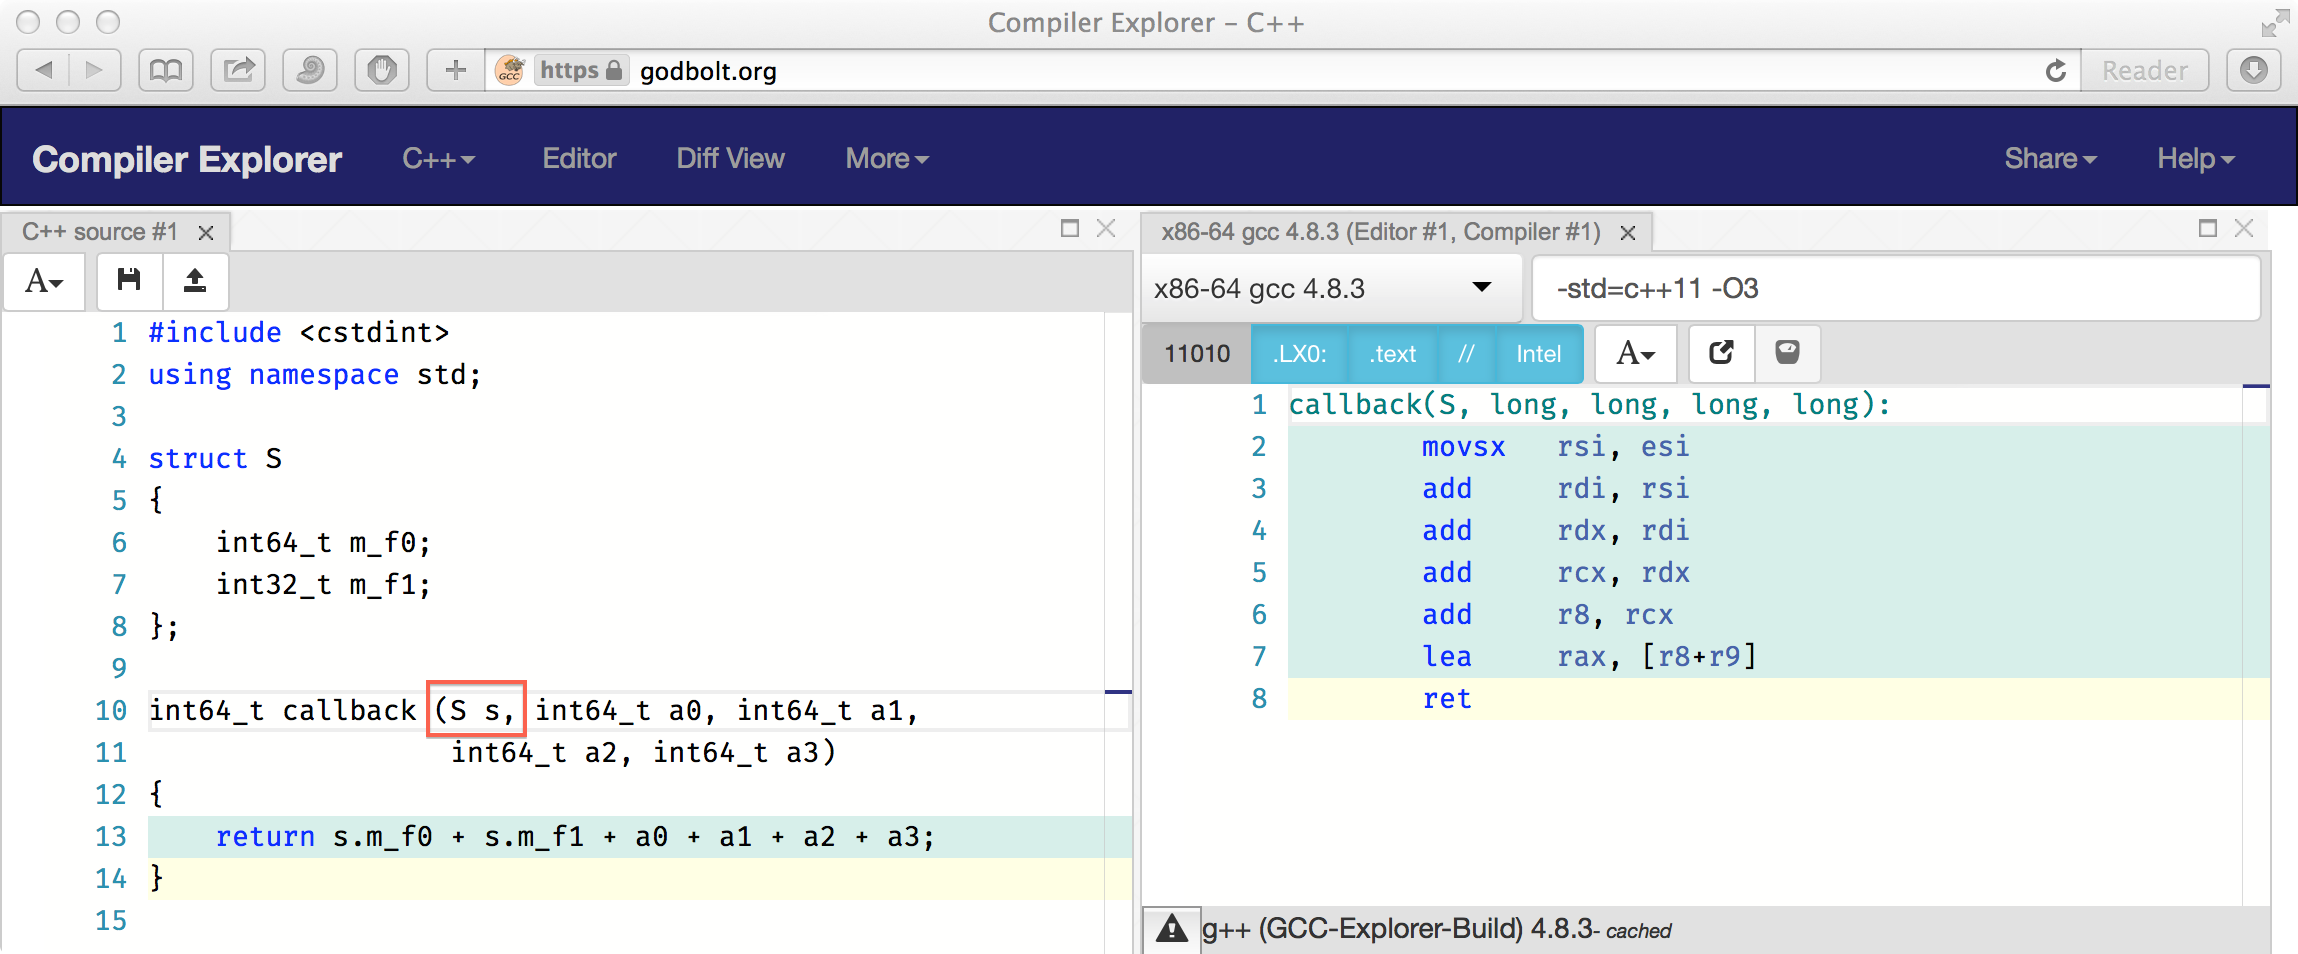 Compiler Explorer – C++
GCC https godbolt.org Reader
Compiler Explorer C++ Editor Diff View More Share Help
C++ source #1
A
1 #include <cstdint>
2 using namespace std;
3
4 struct S
5 {
6     int64_t m_f0;
7     int32_t m_f1;
8 };
9
10 int64_t callback (S s, int64_t a0, int64_t a1,
11                   int64_t a2, int64_t a3)
12 {
13     return s.m_f0 + s.m_f1 + a0 + a1 + a2 + a3;
14 }
15
x86-64 gcc 4.8.3 (Editor #1, Compiler #1)
x86-64 gcc 4.8.3 -std=c++11 -O3
11010 .LX0: .text // Intel A
1 callback(S, long, long, long, long):
2         movsx   rsi, esi
3         add     rdi, rsi
4         add     rdx, rdi
5         add     rcx, rdx
6         add     r8, rcx
7         lea     rax, [r8+r9]
8         ret
g++ (GCC-Explorer-Build) 4.8.3- cached